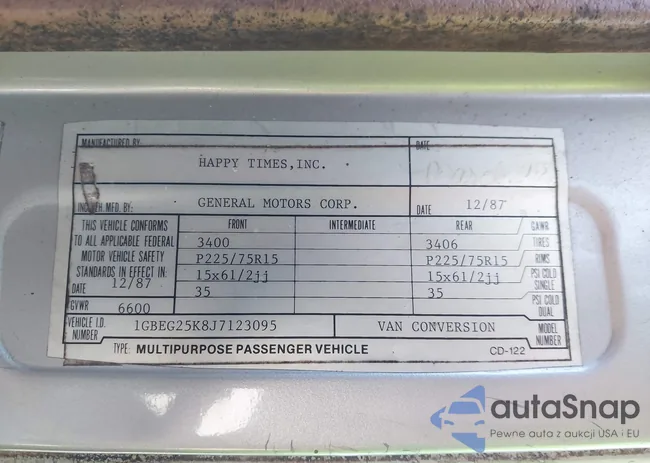 MANUFACTURED BY: DATE
HAPPY TIMES, INC.
INC. VEH MFD. BY: GENERAL MOTORS CORP. DATE 12/87
THIS VEHICLE CONFORMS
TO ALL APPLICABLE FEDERAL
MOTOR VEHICLE SAFETY
STANDARDS IN EFFECT IN:
DATE 12/87
GVWR 6600
FRONT INTERMEDIATE REAR GAWR
3400 3406 TIRES
P225/75R15 P225/75R15 RIMS
15x61/2jj 15x61/2jj PSI COLD SINGLE
35 35 PSI COLD DUAL
VEHICLE I.D. NUMBER 1GBEG25K8J7123095 VAN CONVERSION MODEL NUMBER
TYPE: MULTIPURPOSE PASSENGER VEHICLE CD-122
autaSnap
Pewne auta z aukcji USA i EU